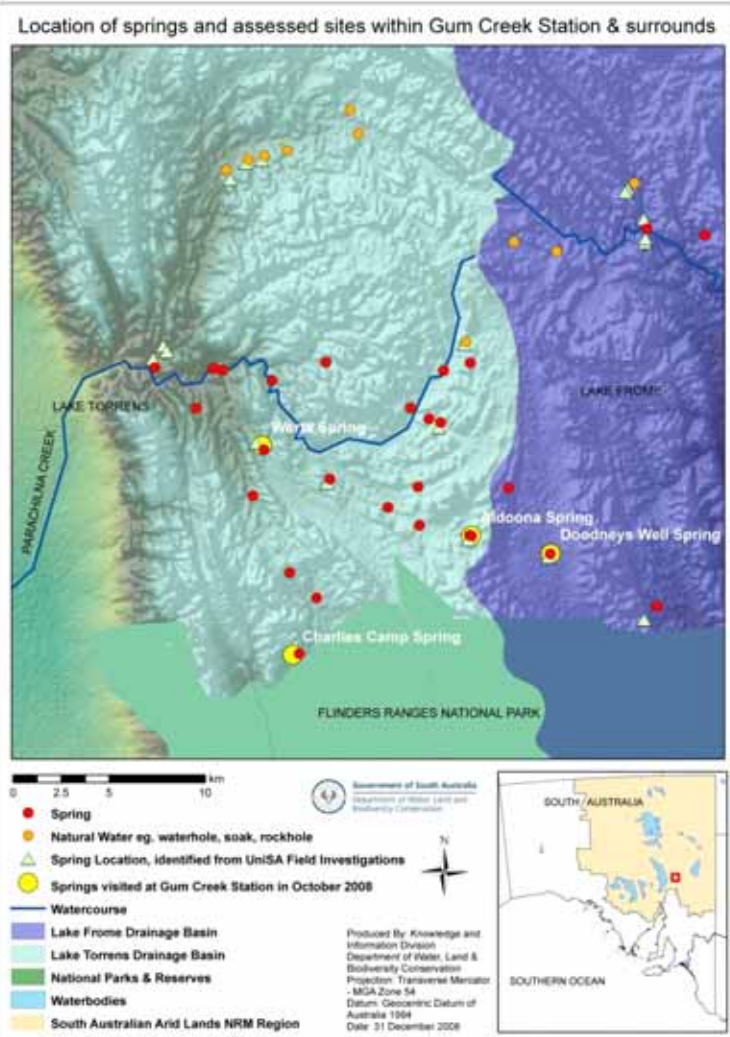 Location of springs and assessed sites within Gum Creek Station & surrounds
LAKE FROME
LAKE TORRENS
PARACHILNA CREEK
Spring
Spring
Doodneys Well Spring
Charlies Camp Spring
FLINDERS RANGES NATIONAL PARK
0 2.5 5 10 km
Spring
Natural Water eg. waterhole, soak, rockhole
Spring Location, identified from UniSA Field Investigations
Springs visited at Gum Creek Station in October 2008
Watercourse
Lake Frome Drainage Basin
Lake Torrens Drainage Basin
National Parks & Reserves
Waterbodies
South Australian Arid Lands NRM Region
Government of South Australia
Department of Water, Land and
Biodiversity Conservation
N
Produced By: Knowledge and
Information Division
Department of Water, Land &
Biodiversity Conservation
Projection: Transverse Mercator
- MGA Zone 54
Datum: Geocentric Datum of
Australia 1994
Date: 31 December 2008
SOUTH AUSTRALIA
SOUTHERN OCEAN